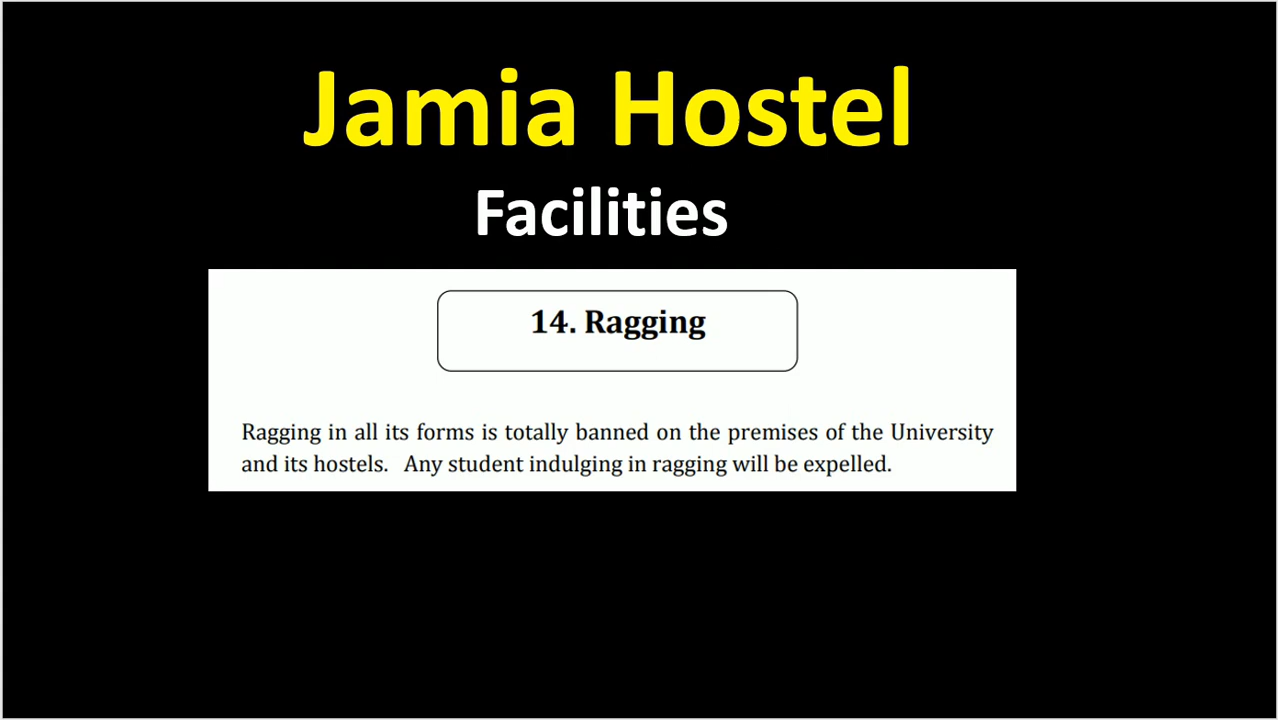 Jamia Hostel
Facilities
14. Ragging
Ragging in all its forms is totally banned on the premises of the University
and its hostels. Any student indulging in ragging will be expelled.